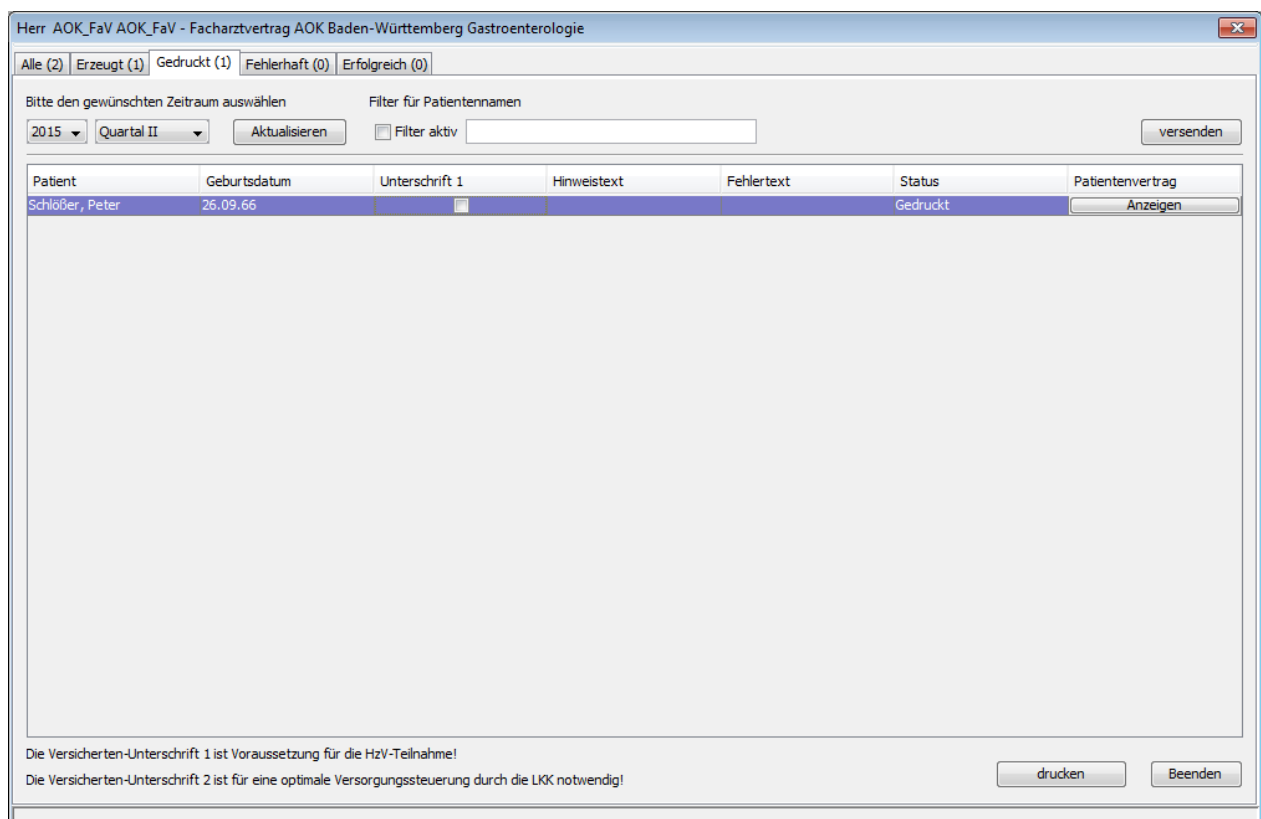 Herr AOK_FaV AOK_FaV - Facharztvertrag AOK Baden-Württemberg Gastroenterologie
Alle (2) Erzeugt (1) Gedruckt (1) Fehlerhaft (0) Erfolgreich (0)
Bitte den gewünschten Zeitraum auswählen Filter für Patientennamen
2015 Quartal II Aktualisieren Filter aktiv versenden
Patient Geburtsdatum Unterschrift 1 Hinweistext Fehlertext Status Patientenvertrag
Schlößer, Peter 26.09.66 Gedruckt Anzeigen
Die Versicherten-Unterschrift 1 ist Voraussetzung für die HzV-Teilnahme!
Die Versicherten-Unterschrift 2 ist für eine optimale Versorgungssteuerung durch die LKK notwendig!
drucken Beenden